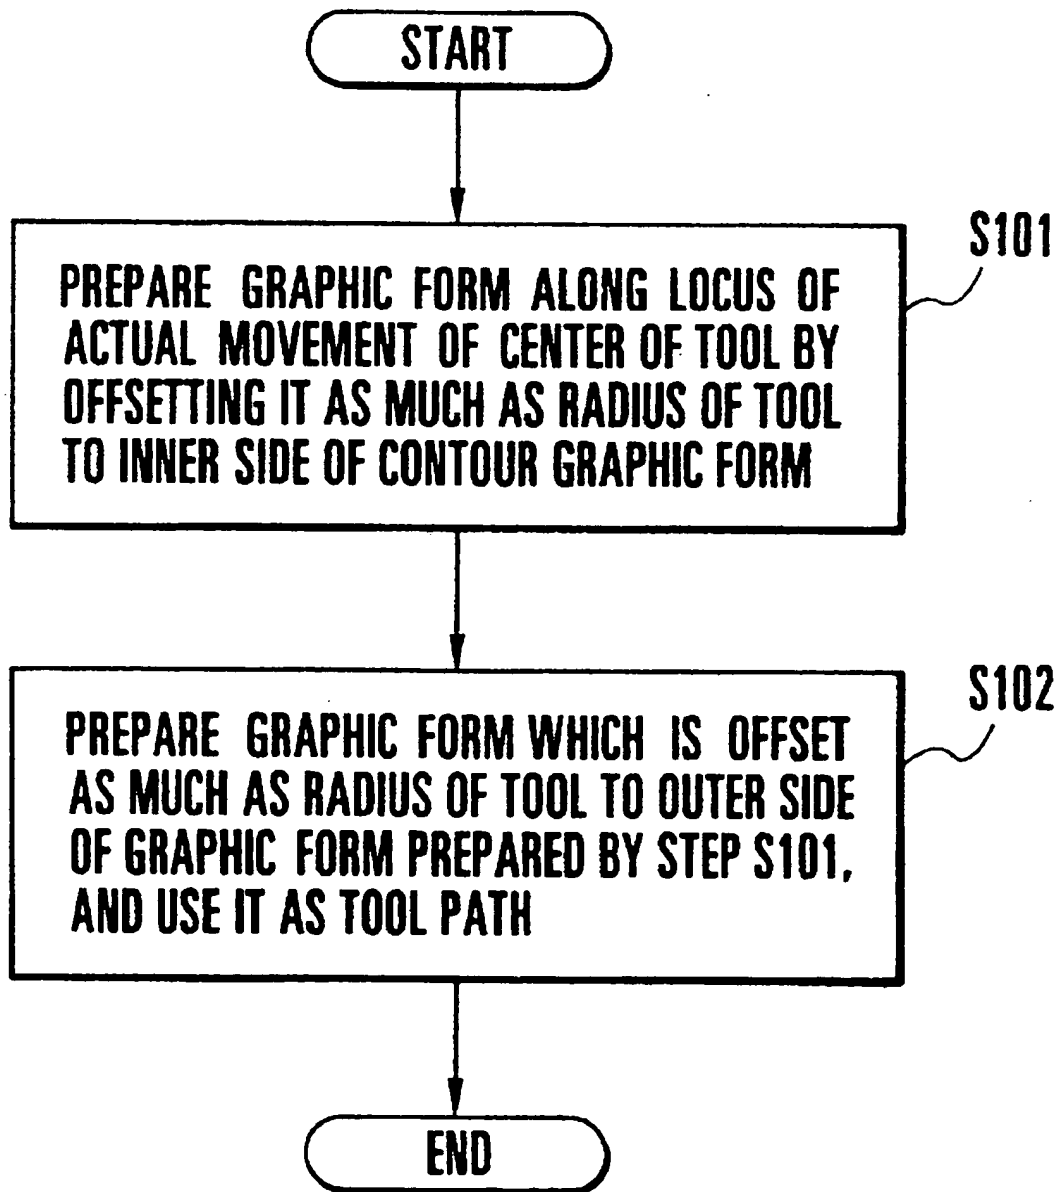 START
S101
PREPARE GRAPHIC FORM ALONG LOCUS OF
ACTUAL MOVEMENT OF CENTER OF TOOL BY
OFFSETTING IT AS MUCH AS RADIUS OF TOOL
TO INNER SIDE OF CONTOUR GRAPHIC FORM
S102
PREPARE GRAPHIC FORM WHICH IS OFFSET
AS MUCH AS RADIUS OF TOOL TO OUTER SIDE
OF GRAPHIC FORM PREPARED BY STEP S101,
AND USE IT AS TOOL PATH
END